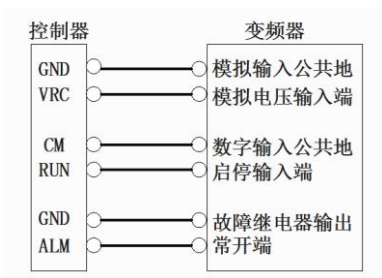 控制器 变频器
GND 模拟输入公共地
VRC 模拟电压输入端
CM 数字输入公共地
RUN 启停输入端
GND 故障继电器输出
ALM 常开端